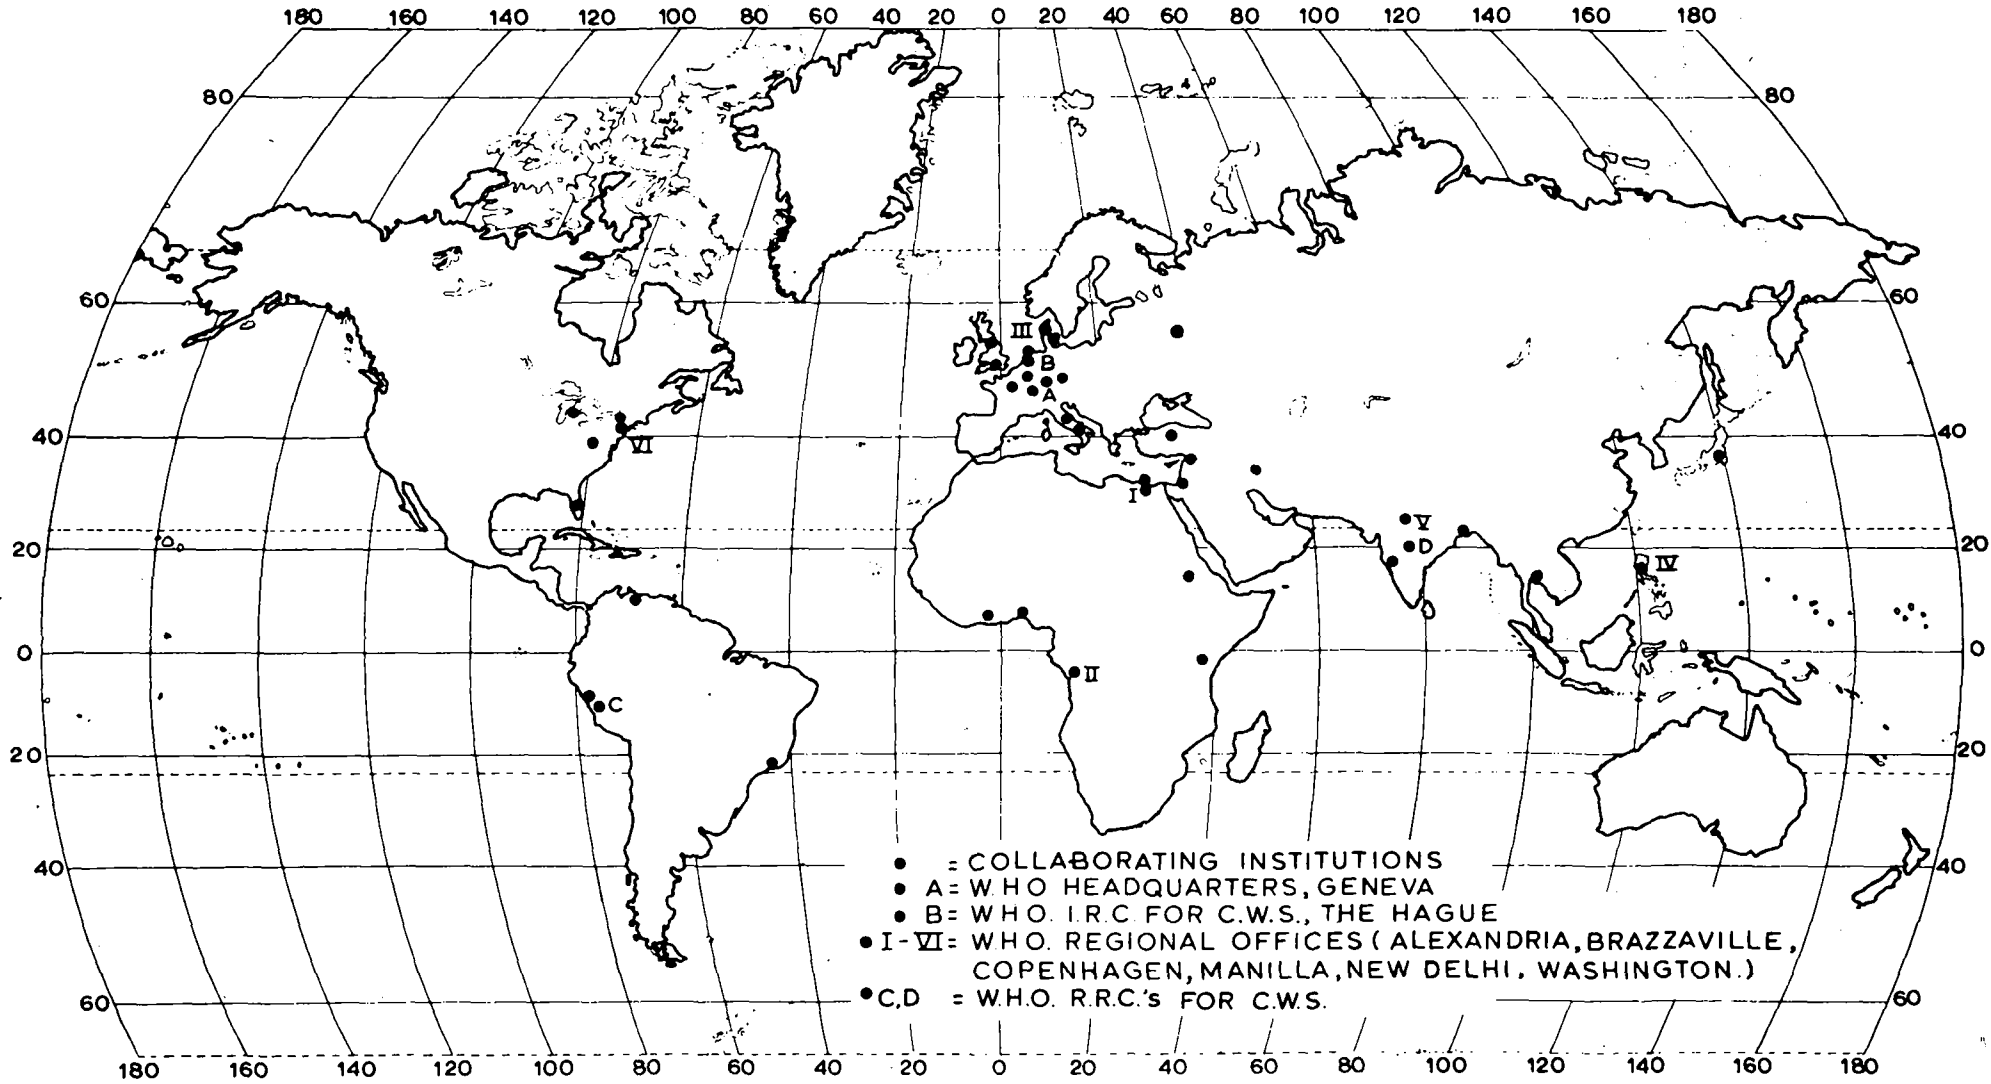 180 160 140 120 100 80 60 40 20 0 20 40 60 80 100 120 140 160 180
80 80
60 60
III
B
A
40 VI 40
I
V
20 D 20
IV
0 0
II
C
20 20
= COLLABORATING INSTITUTIONS
40 40
A = W.H O HEADQUARTERS, GENEVA
B = W H O. I.R.C FOR C.W.S., THE HAGUE
I - VI = W.H O. REGIONAL OFFICES ( ALEXANDRIA, BRAZZAVILLE,
COPENHAGEN, MANILLA, NEW DELHI, WASHINGTON.)
60 C,D = W.H.O. R.R.C.'s FOR C.W.S. 60
180 160 140 120 100 80 60 40 20 0 20 40 60 80 100 120 140 160 180